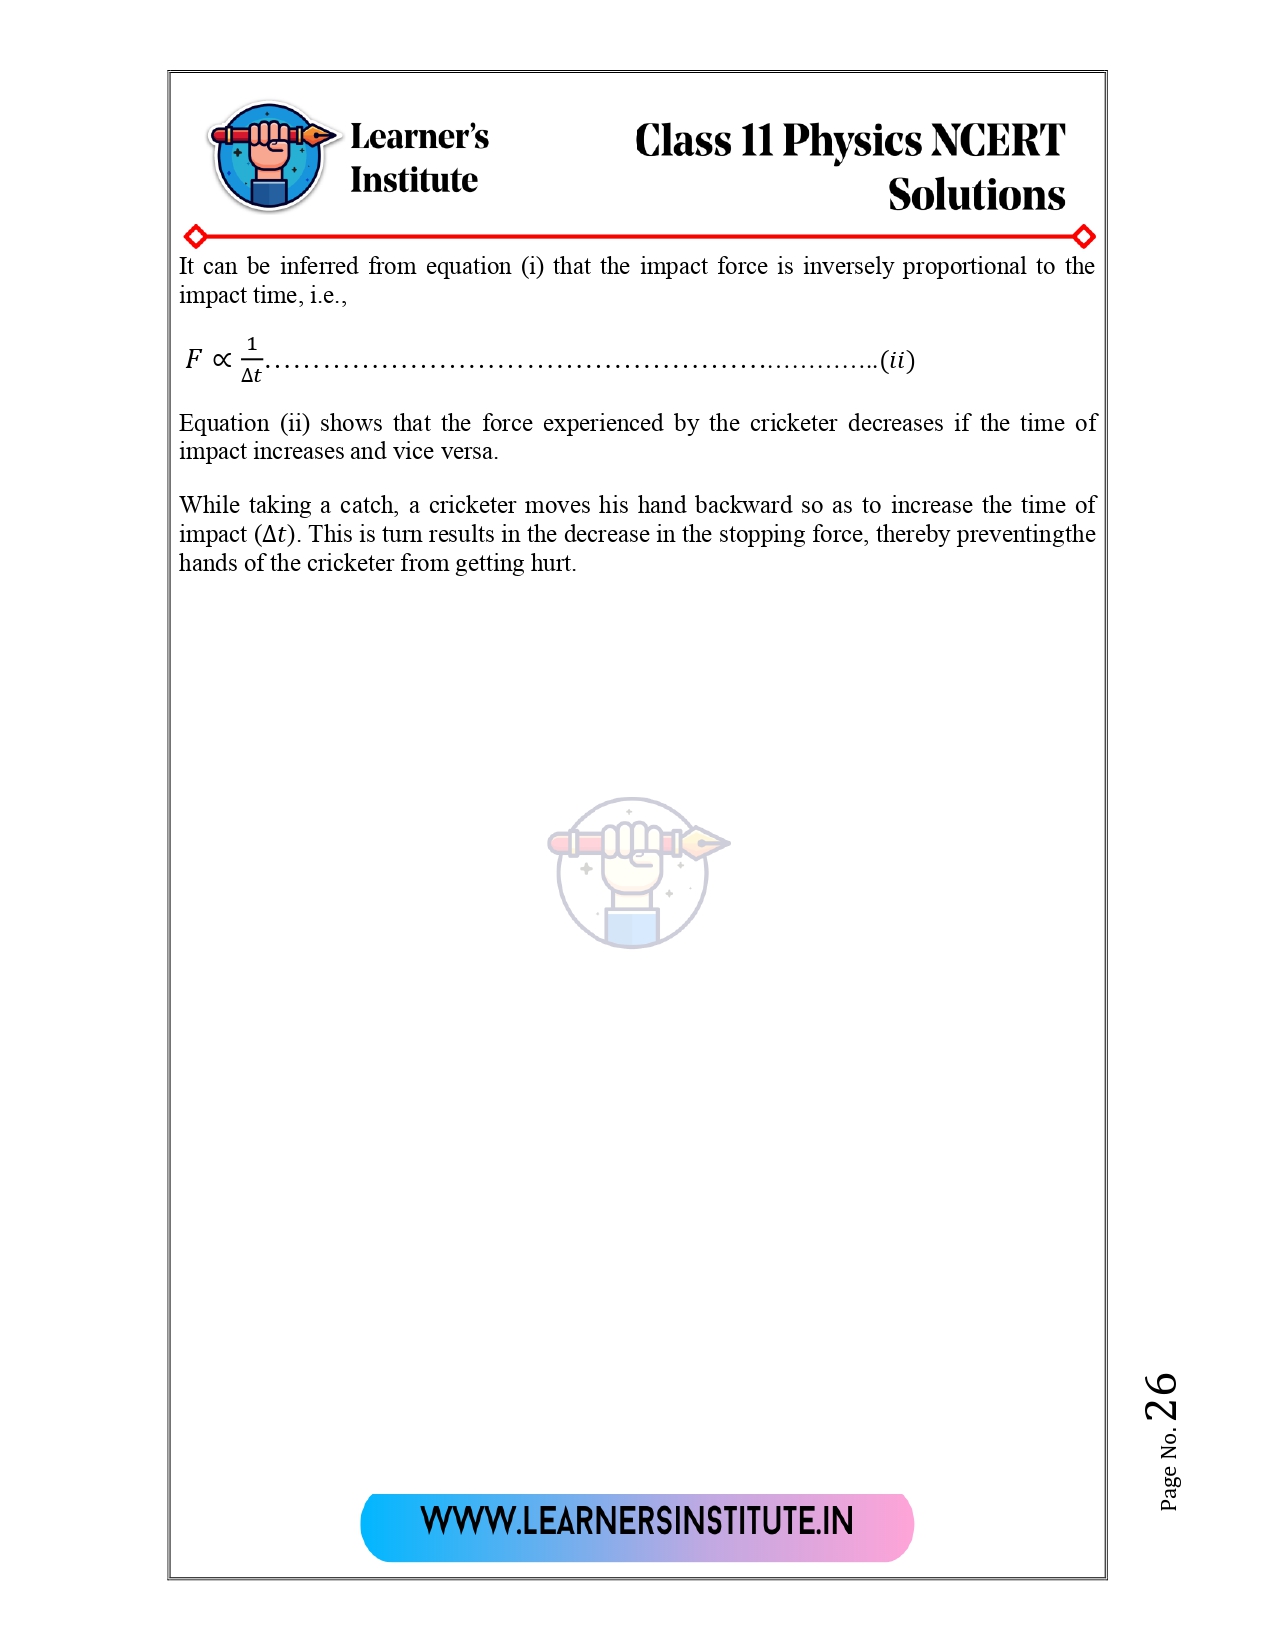 Learner's
Institute
Class 11 Physics NCERT
Solutions
It can be inferred from equation (i) that the impact force is inversely proportional to the
impact time, i.e.,
F ∝ 1/Δt……………………………………………………………(ii)
Equation (ii) shows that the force experienced by the cricketer decreases if the time of
impact increases and vice versa.
While taking a catch, a cricketer moves his hand backward so as to increase the time of
impact (Δt). This is turn results in the decrease in the stopping force, thereby preventingthe
hands of the cricketer from getting hurt.
Page No. 26
WWW.LEARNERSINSTITUTE.IN